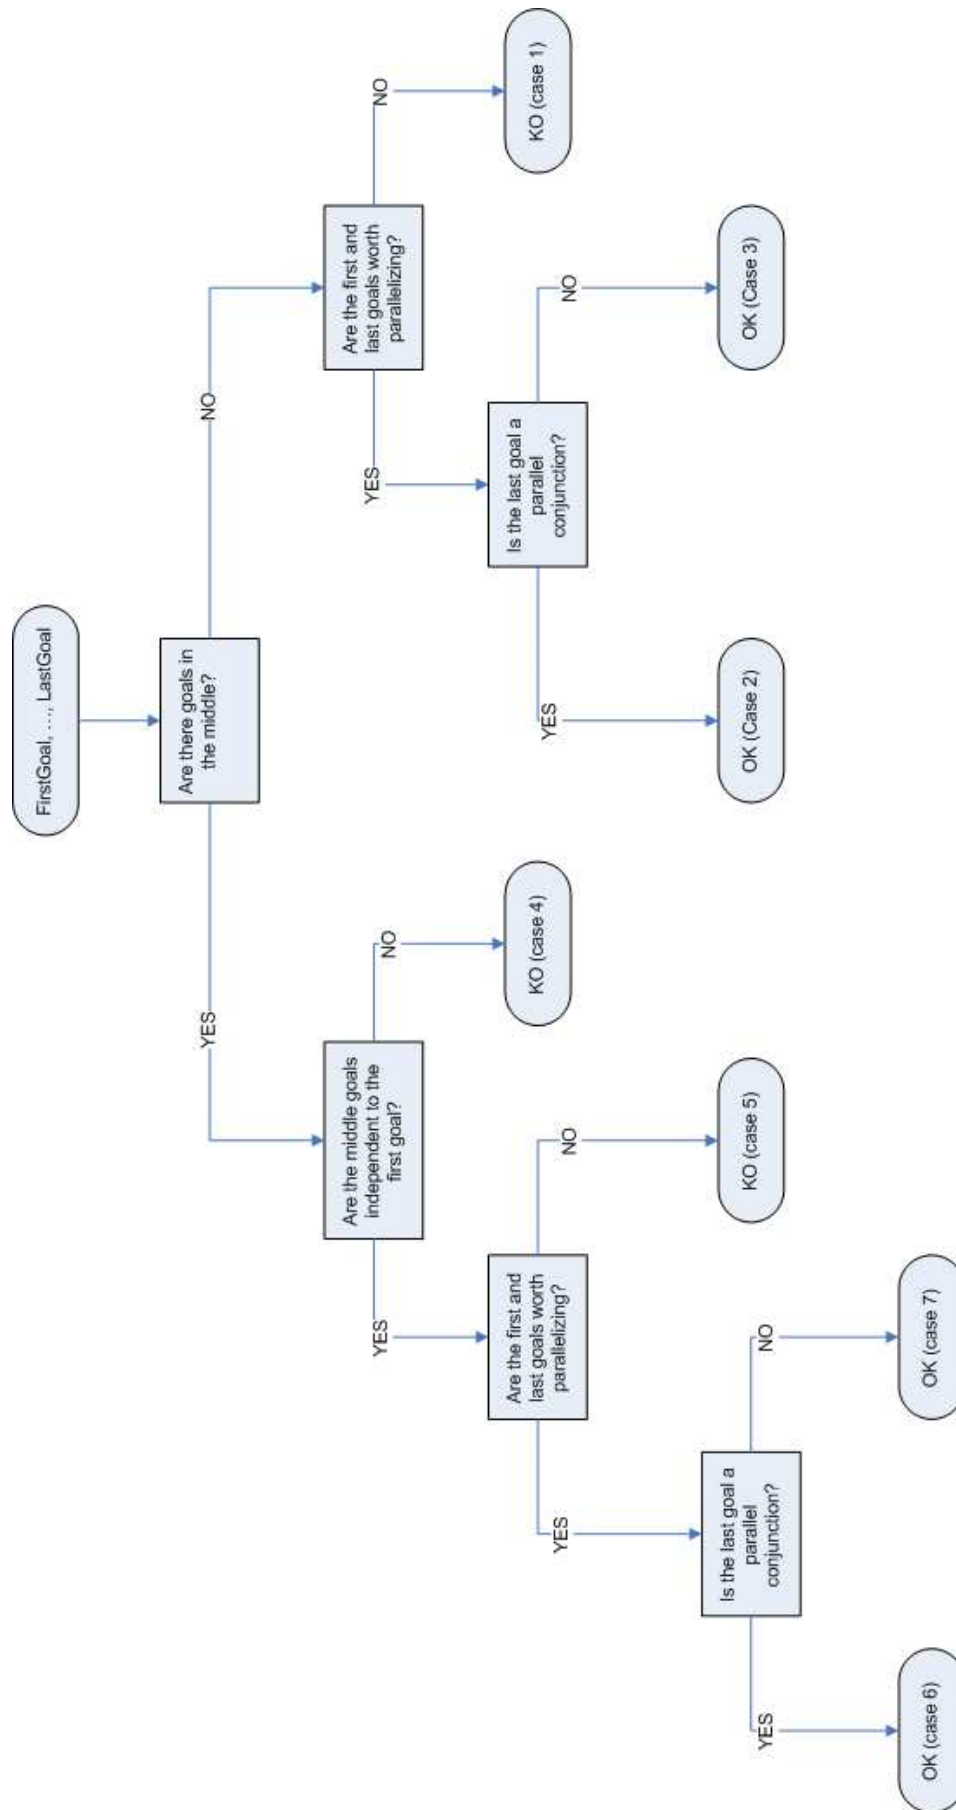 FirstGoal, …, LastGoal
Are there goals in
the middle?
YES
NO
Are the middle goals
independent to the
first goal?
Are the first and
last goals worth
parallelizing?
YES
NO
YES
NO
Are the first and
last goals worth
parallelizing?
KO (case 4)
Is the last goal a
parallel
conjunction?
KO (case 1)
YES
NO
YES
NO
Is the last goal a
parallel
conjunction?
KO (case 5)
OK (Case 2)
OK (Case 3)
YES
NO
OK (case 6)
OK (case 7)